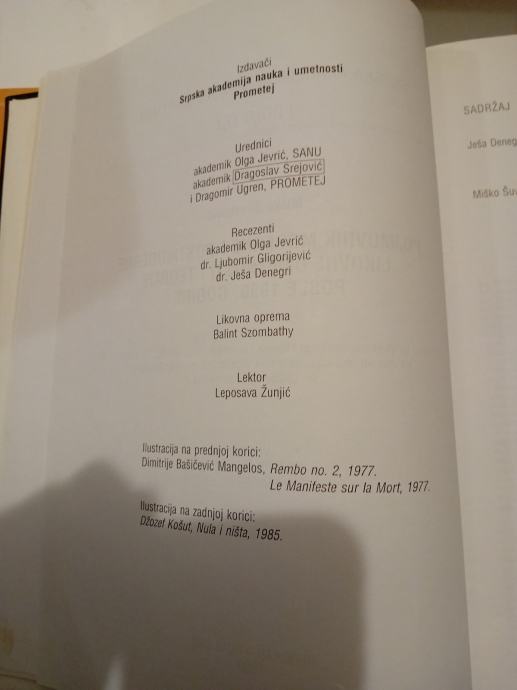 Izdavači
Srpska akademija nauka i umetnosti
Prometej
Urednici
akademik Olga Jevrić, SANU
akademik Dragoslav Srejović
i Dragomir Ugren, PROMETEJ
Recezenti
akademik Olga Jevrić
dr. Ljubomir Gligorijević
dr. Ješa Denegri
Likovna oprema
Balint Szombathy
Lektor
Leposava Žunjić
Ilustracija na prednjoj korici:
Dimitrije Bašičević Mangelos, Rembo no. 2, 1977.
Le Manifeste sur la Mort, 1977.
Ilustracija na zadnjoj korici:
Džozef Košut, Nula i ništa, 1985.
SADRŽAJ
Ješa Deneg
Miško Šuv